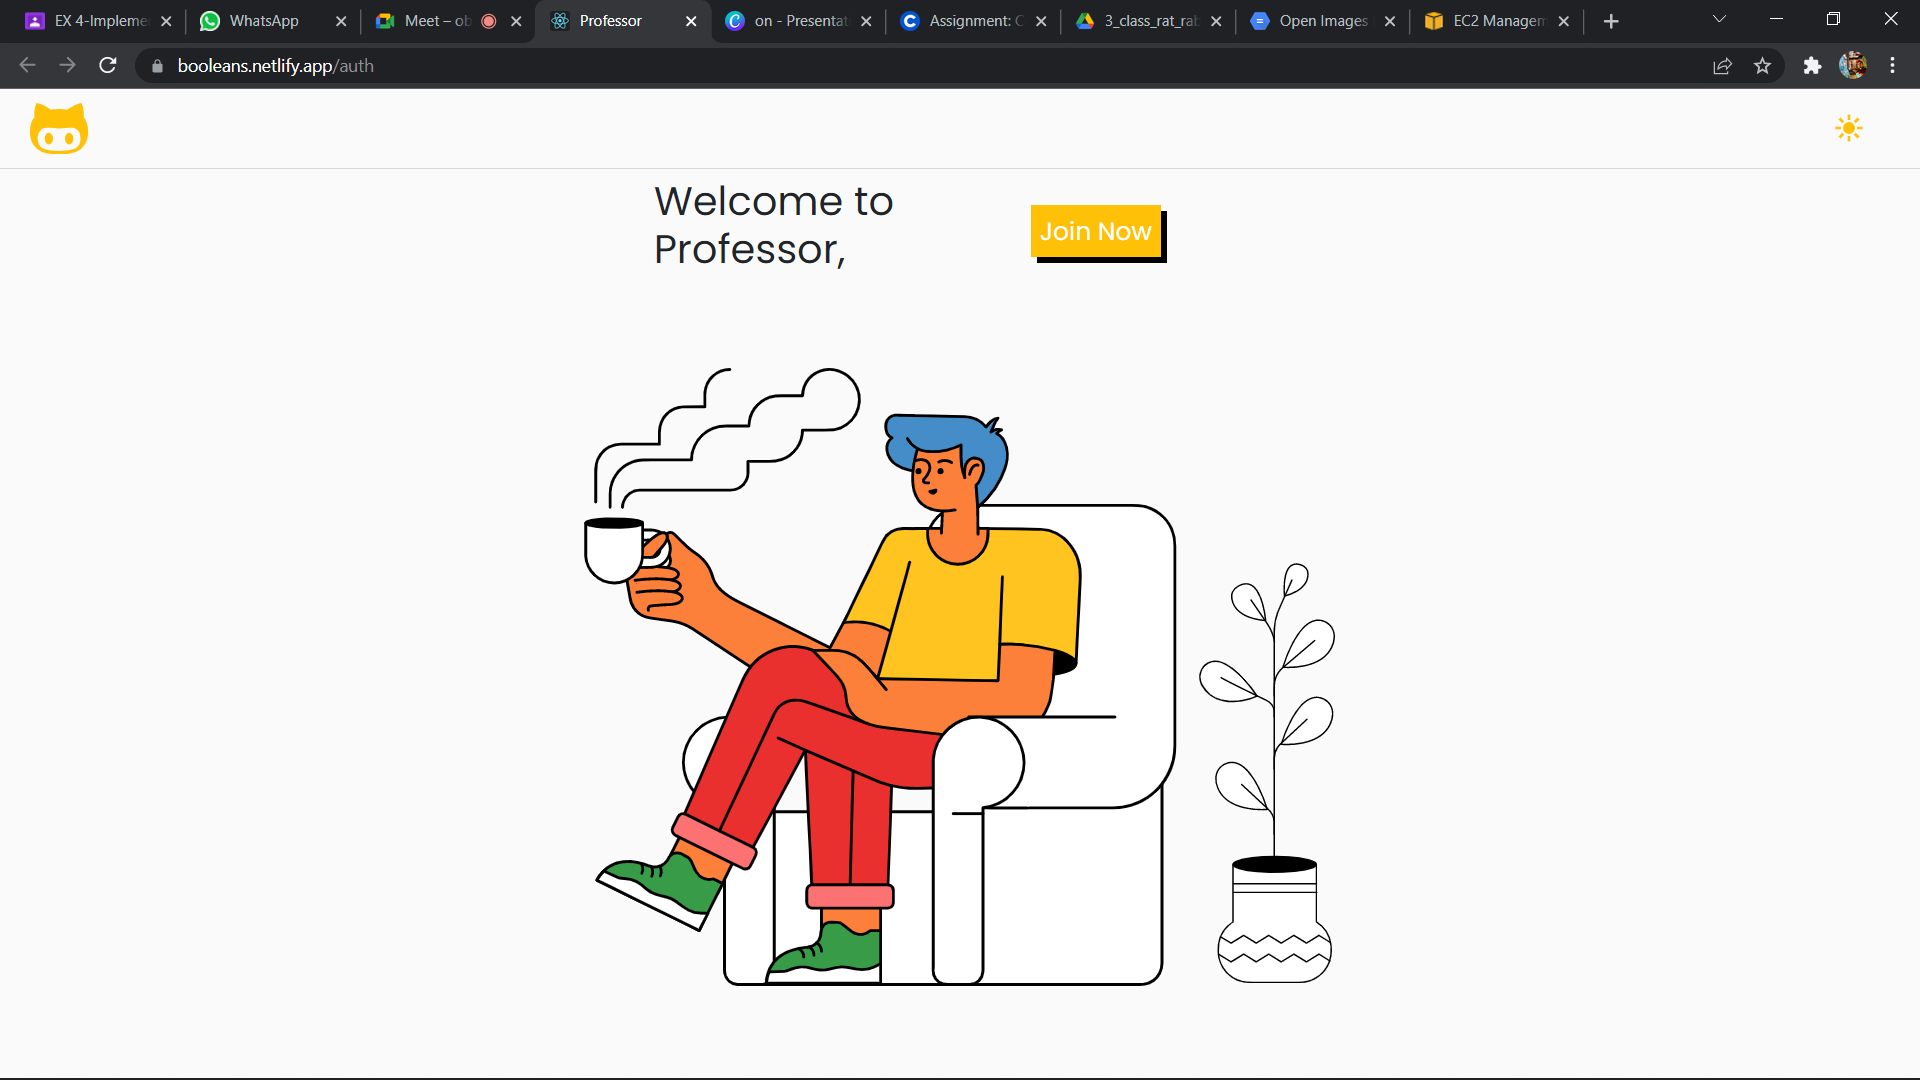 EX 4-Impleme
WhatsApp
Meet – ob
Professor
on - Presentat
Assignment: C
3_class_rat_rab
Open Images
EC2 Managem
booleans.netlify.app/auth
Welcome to
Professor,
Join Now